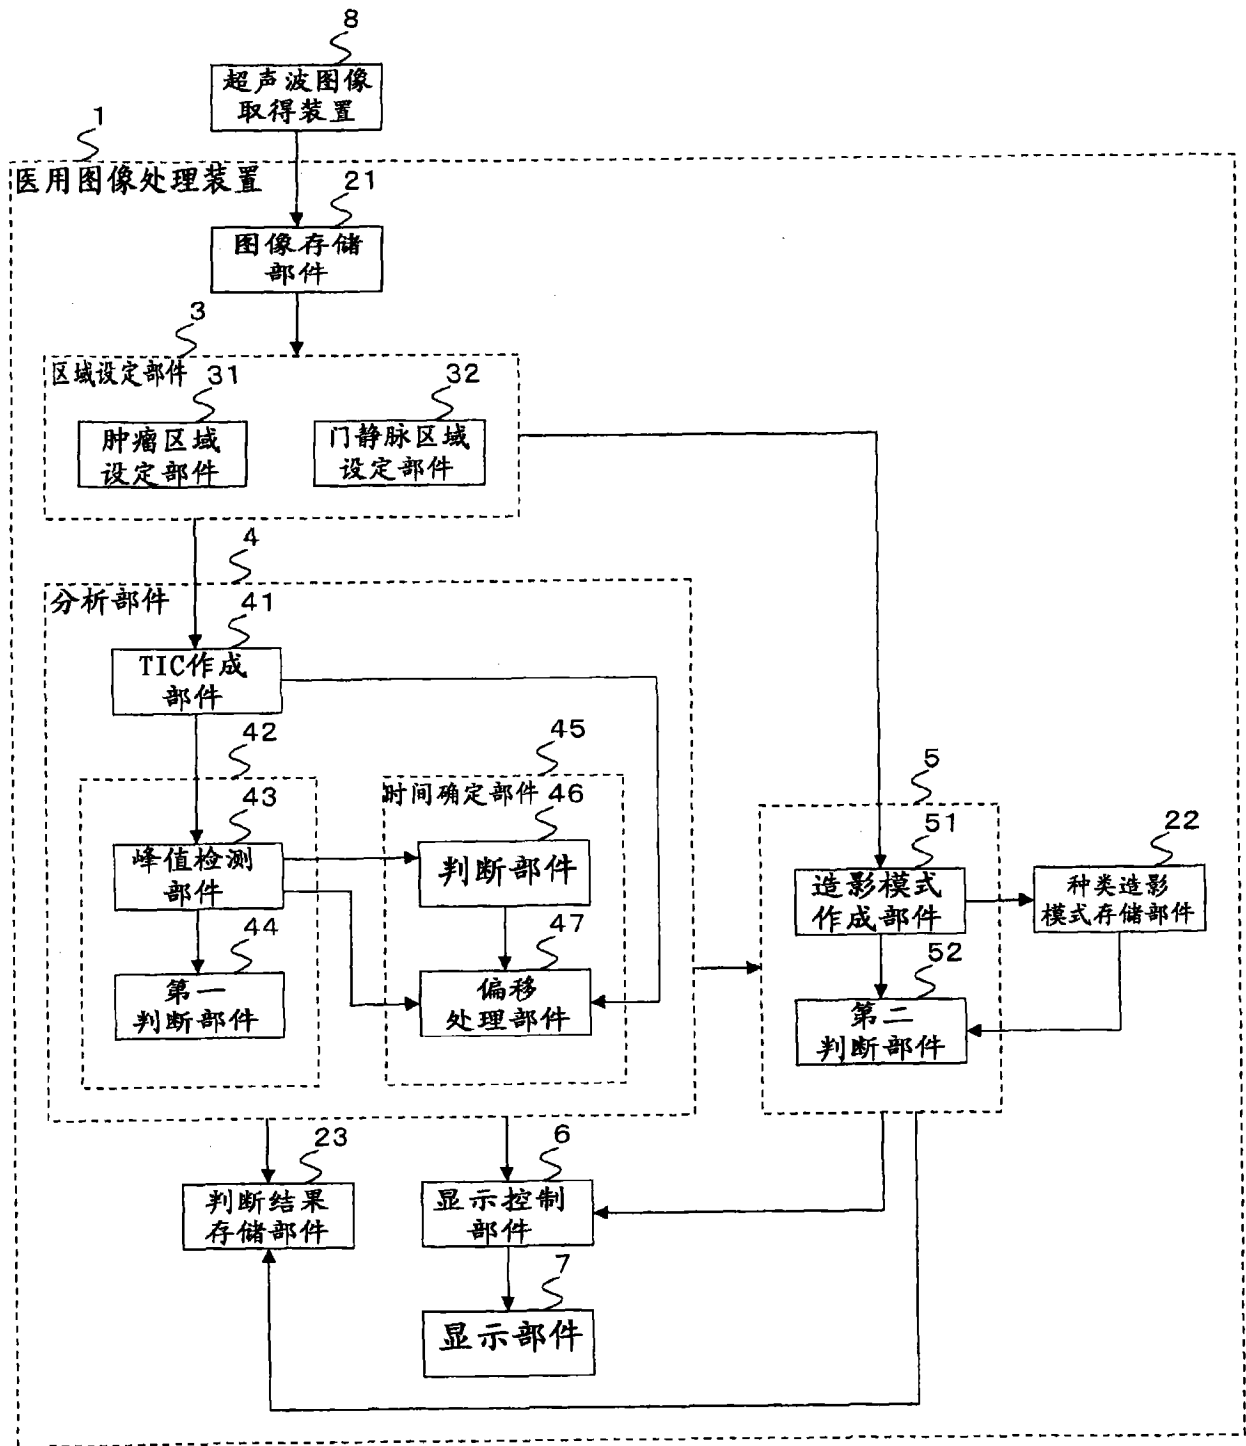 8
超声波图像
取得装置
1
医用图像处理装置
21
图像存储
部件
3
区域设定部件
31
32
肿瘤区域
设定部件
门静脉区域
设定部件
4
分析部件
41
TIC作成
部件
42
45
时间确定部件
43
46
峰值检测
部件
判断部件
44
47
第一
判断部件
偏移
处理部件
5
51
22
造影模式
作成部件
种类造影
模式存储部件
52
第二
判断部件
23
6
判断结果
存储部件
显示控制
部件
7
显示部件